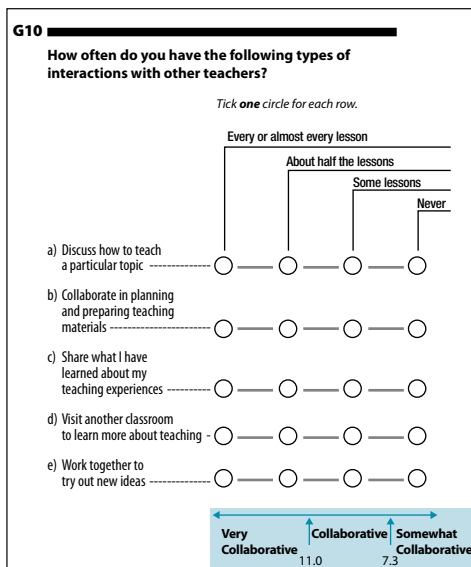 G10
How often do you have the following types of
interactions with other teachers?
Tick one circle for each row.
Every or almost every lesson
About half the lessons
Some lessons
Never
a) Discuss how to teach
a particular topic --------------
b) Collaborate in planning
and preparing teaching
materials -----------------------
c) Share what I have
learned about my
teaching experiences ----------
d) Visit another classroom
to learn more about teaching -
e) Work together to
try out new ideas --------------
Very
Collaborative
Collaborative
Somewhat
Collaborative
11.0
7.3